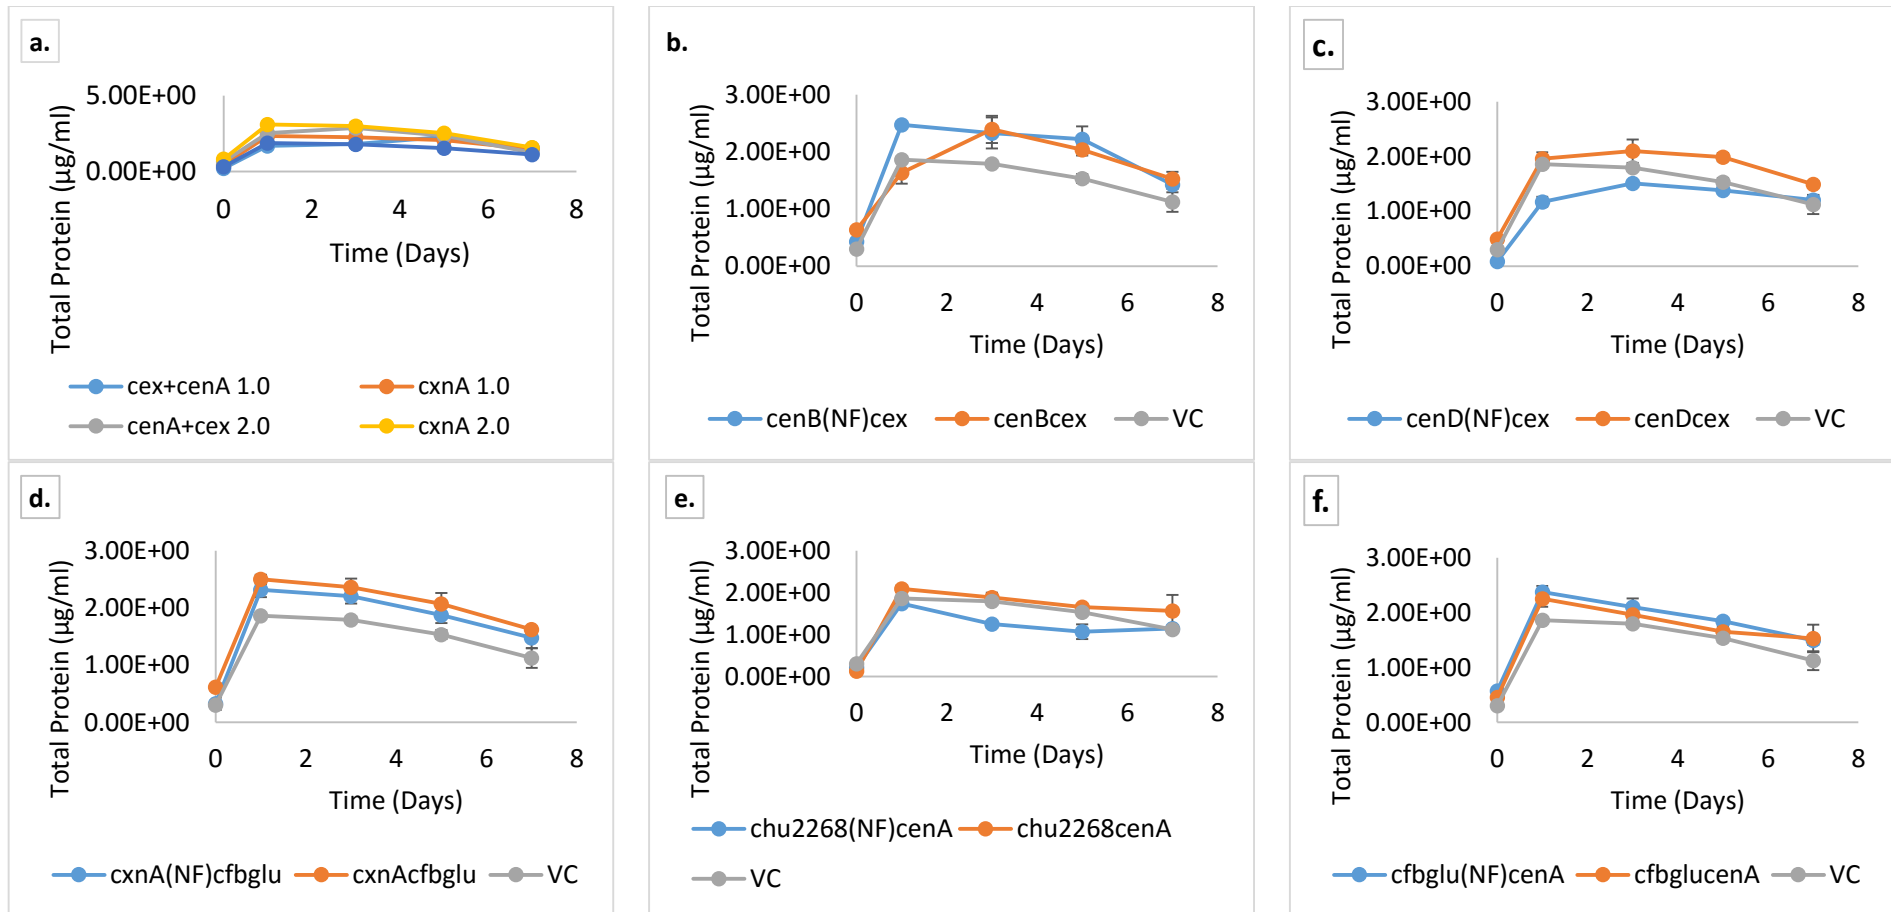 a.
Total Protein (µg/ml)
5.00E+00
0.00E+00
0 2 4 6 8
Time (Days)
cex+cenA 1.0 cxnA 1.0
cenA+cex 2.0 cxnA 2.0
b.
Total Protein (µg/ml)
3.00E+00
2.00E+00
1.00E+00
0.00E+00
0 2 4 6 8
Time (Days)
cenB(NF)cex cenBcex VC
c.
Total Protein (µg/ml)
3.00E+00
2.00E+00
1.00E+00
0.00E+00
0 2 4 6 8
Time (Days)
cenD(NF)cex cenDcex VC
d.
Total Protein (µg/ml)
3.00E+00
2.00E+00
1.00E+00
0.00E+00
0 2 4 6 8
Time (Days)
cxnA(NF)cfbglu cxnAcfbglu VC
e.
Total Protein (µg/ml)
3.00E+00
2.00E+00
1.00E+00
0.00E+00
0 2 4 6 8
Time (Days)
chu2268(NF)cenA chu2268cenA
VC
f.
Total Protein (µg/ml)
3.00E+00
2.00E+00
1.00E+00
0.00E+00
0 2 4 6 8
Time (Days)
cfbglu(NF)cenA cfbglucenA VC